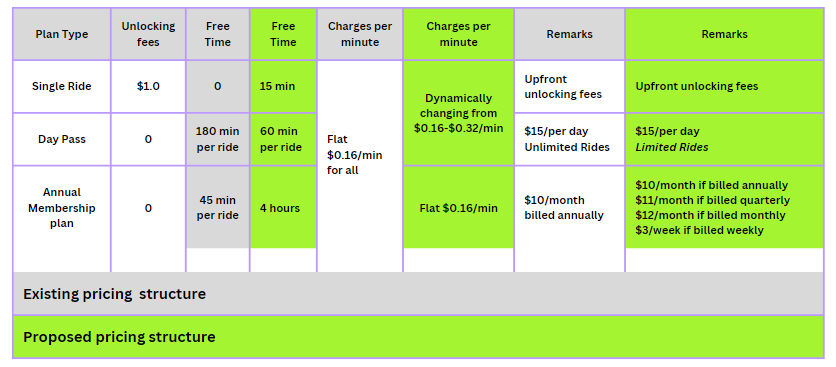 Plan Type
Unlocking
fees
Free
Time
Free
Time
Charges per
minute
Charges per
minute
Remarks
Remarks
Single Ride
$1.0
0
15 min
Flat
$0.16/min
for all
Dynamically
changing from
$0.16-$0.32/min
Upfront
unlocking fees
Upfront unlocking fees
Day Pass
0
180 min
per ride
60 min
per ride
$15/per day
Unlimited Rides
$15/per day
Limited Rides
Annual
Membership
plan
0
45 min
per ride
4 hours
Flat $0.16/min
$10/month
billed annually
$10/month if billed annually
$11/month if billed quarterly
$12/month if billed monthly
$3/week if billed weekly
Existing pricing structure
Proposed pricing structure